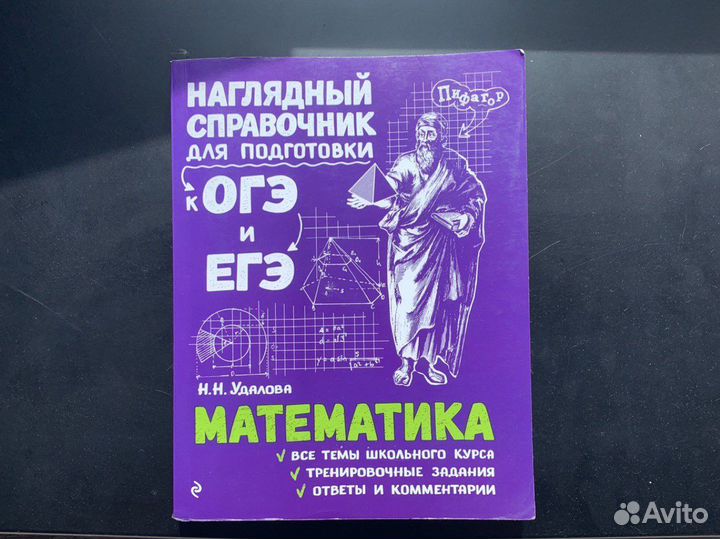 НАГЛЯДНЫЙ
СПРАВОЧНИК
ДЛЯ ПОДГОТОВКИ
К ОГЭ
И
ЕГЭ
Пифагор
Н.Н. УДАЛОВА
МАТЕМАТИКА
ВСЕ ТЕМЫ ШКОЛЬНОГО КУРСА
ТРЕНИРОВОЧНЫЕ ЗАДАНИЯ
ОТВЕТЫ И КОММЕНТАРИИ
Avito